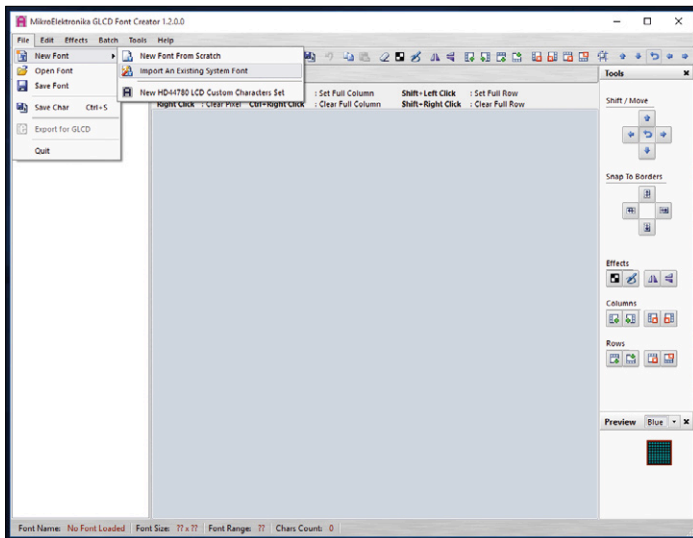 MikroElektronika GLCD Font Creator 1.2.0.0
File Edit Effects Batch Tools Help
New Font
Open Font
Save Font
Save Char Ctrl+S
Export for GLCD
Quit
New Font From Scratch
Import An Existing System Font
New HD44780 LCD Custom Characters Set
: Set Full Column Shift+Left Click : Set Full Row
Right Click : Clear Pixel Ctrl+Right Click : Clear Full Column Shift+Right Click : Clear Full Row
Tools
Shift / Move
Snap To Borders
Effects
Columns
Rows
Preview Blue
Font Name: No Font Loaded Font Size: ?? x ?? Font Range: ?? Chars Count: 0